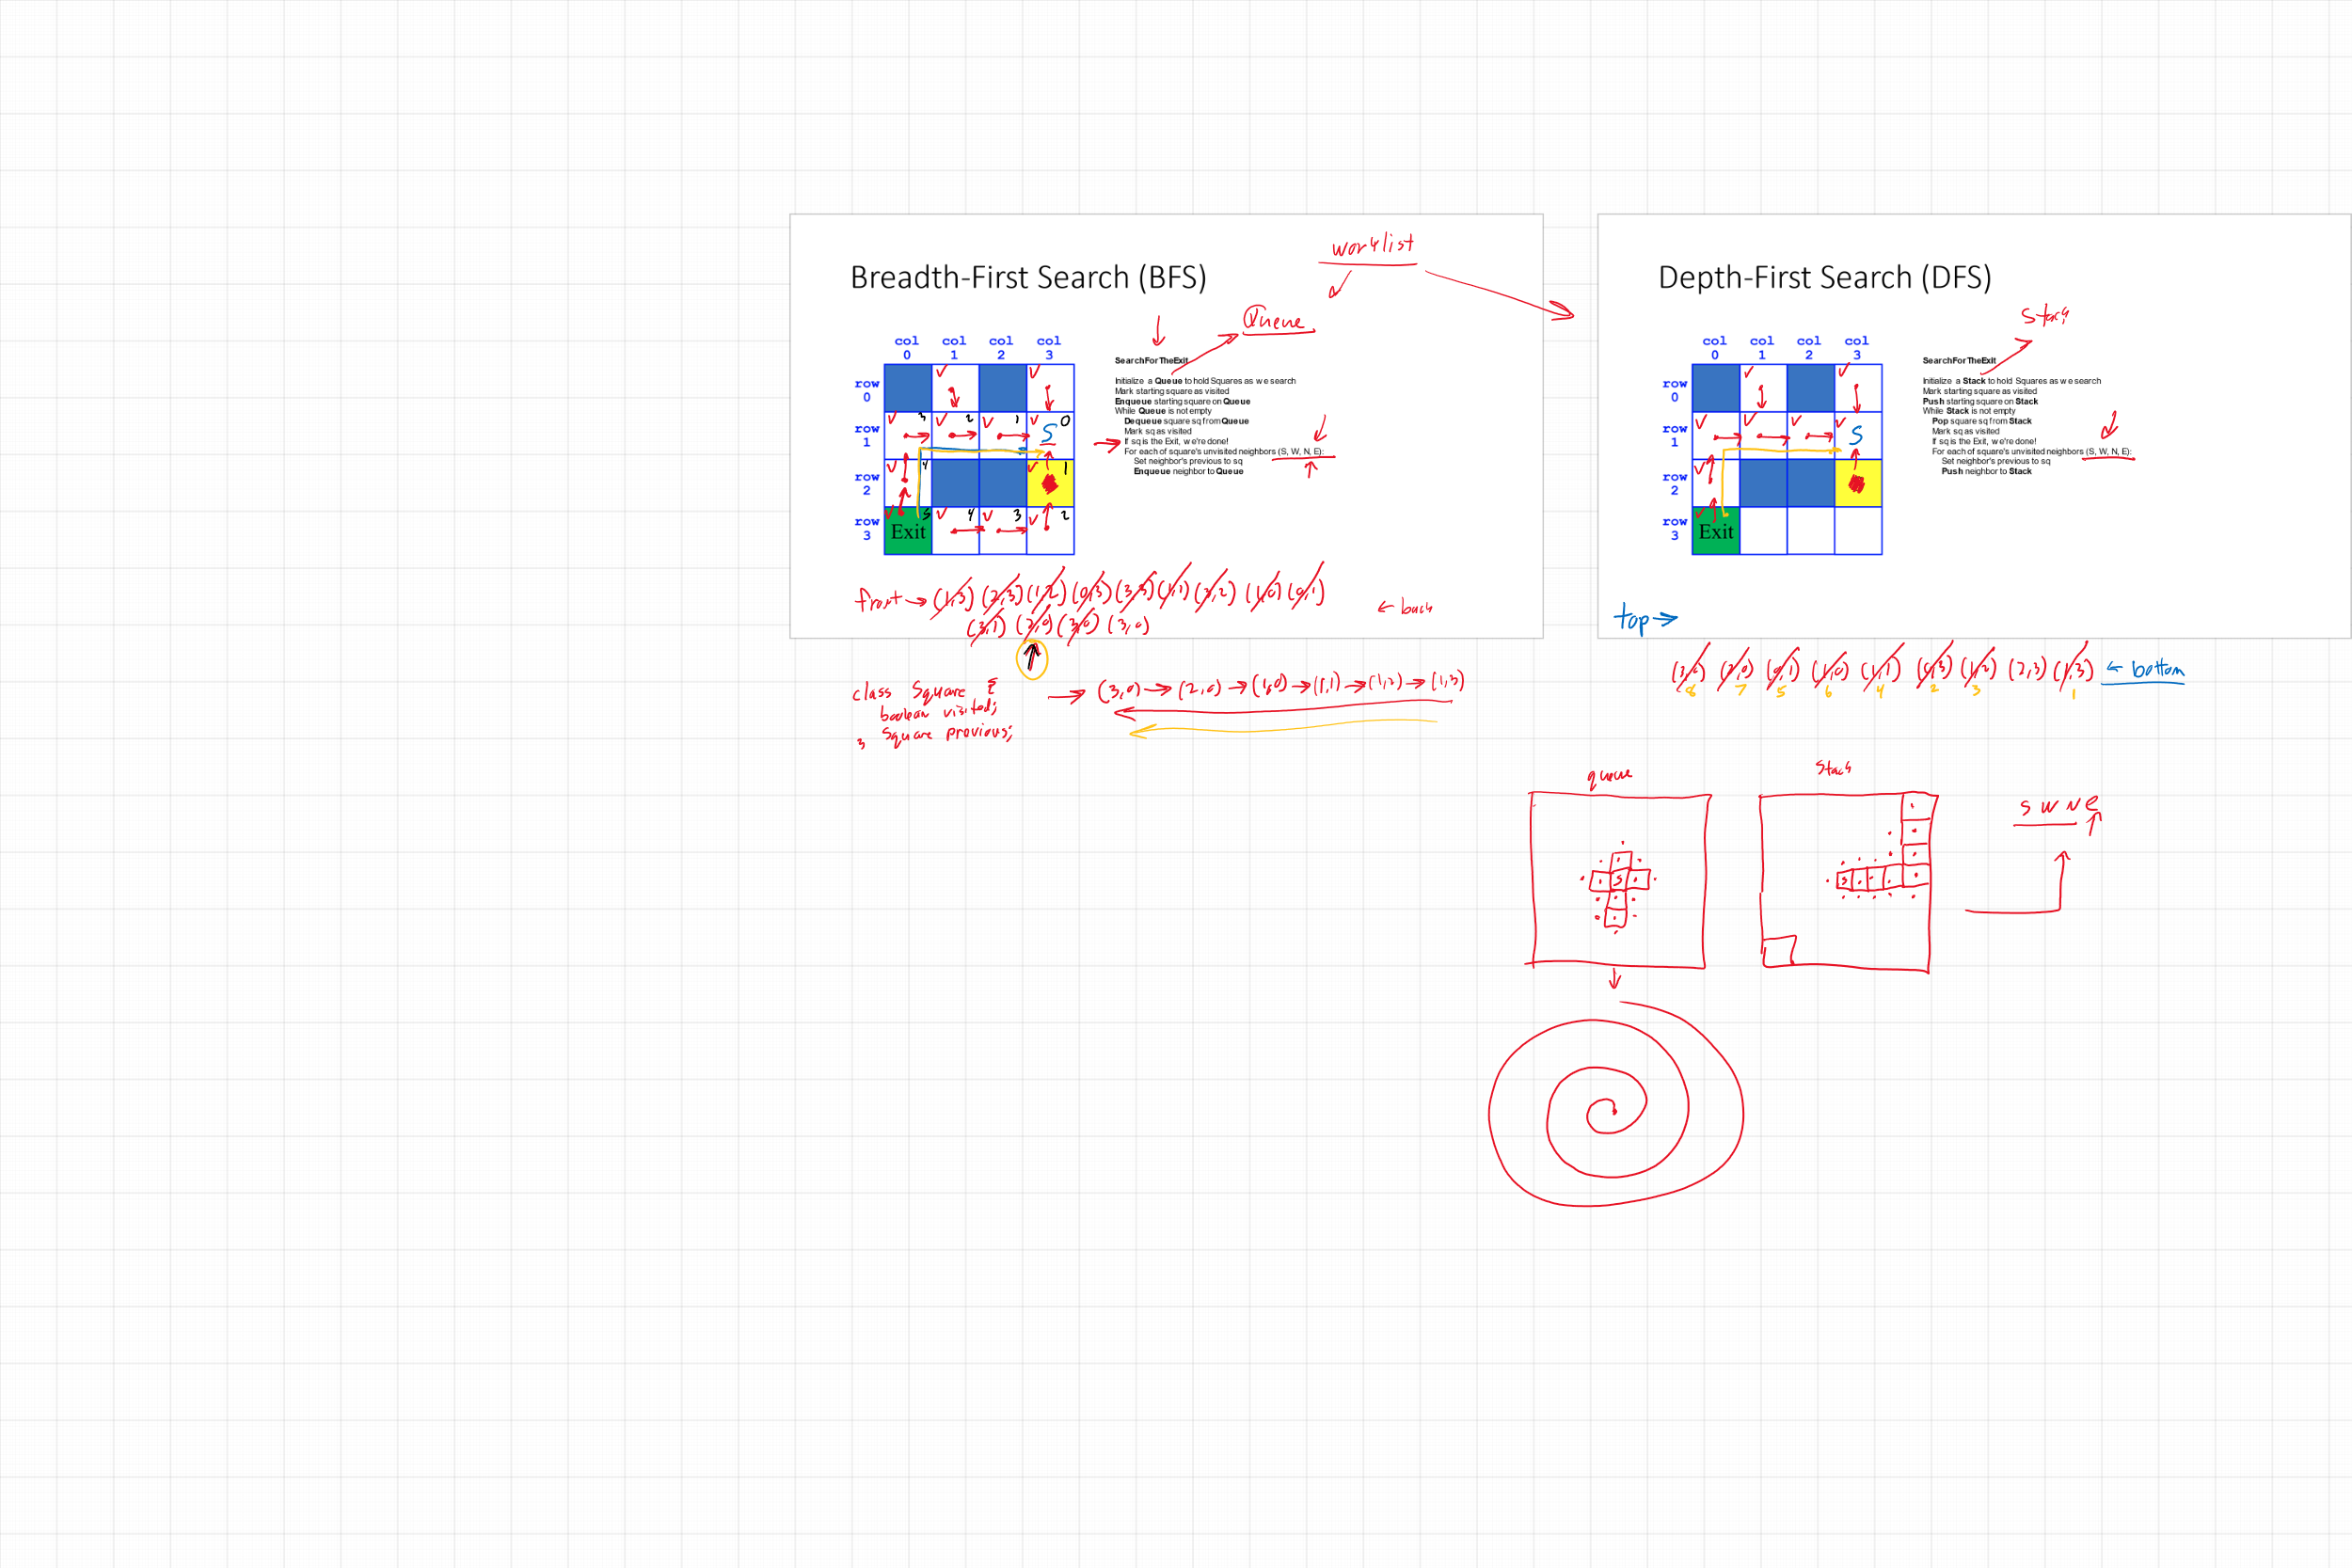 worklist
Breadth-First Search (BFS)
Queue
col col col col
0 1 2 3
row 0
row 1
3 2 1 S 0
row 2
4 1
row 3
5 Exit 4 3 2
SearchForTheExit
Initialize a Queue to hold Squares as we search
Mark starting square as visited
Enqueue starting square on Queue
While Queue is not empty
Dequeue square sq from Queue
Mark sq as visited
If sq is the Exit, we're done!
For each of square's unvisited neighbors (S, W, N, E):
Set neighbor's previous to sq
Enqueue neighbor to Queue
front → (1,3) (2,3) (1,2) (0,3) (3,3) (1,1) (3,2) (1,0) (0,1) ← back
(3,1) (2,0) (3,0) (3,0)
class Square {
boolean visited;
Square previous;
}
→ (3,0) → (2,0) → (1,0) → (1,1) → (1,2) → (1,3)
Depth-First Search (DFS)
Stack
col col col col
0 1 2 3
row 0
row 1
S
row 2
row 3
Exit
SearchForTheExit
Initialize a Stack to hold Squares as we search
Mark starting square as visited
Push starting square on Stack
While Stack is not empty
Pop square sq from Stack
Mark sq as visited
If sq is the Exit, we're done!
For each of square's unvisited neighbors (S, W, N, E):
Set neighbor's previous to sq
Push neighbor to Stack
top →
(3,0) (2,0) (0,1) (1,0) (1,1) (0,3) (1,2) (2,3) (1,3) ← bottom
8 7 5 6 4 2 3 1
queue
S
Stack
S
S W N E